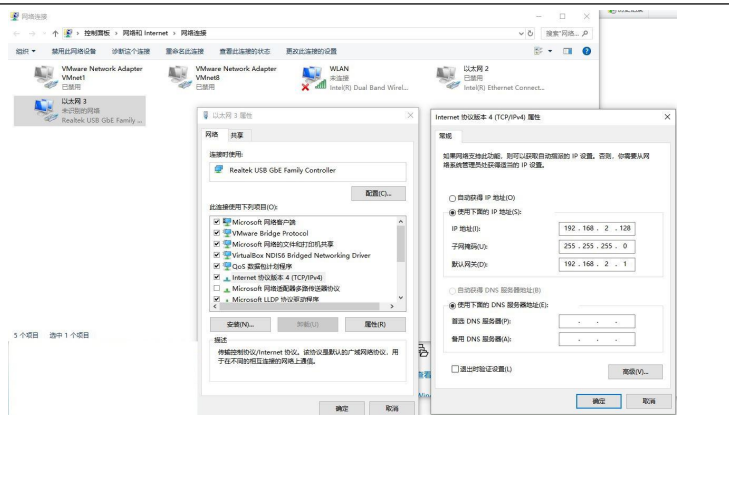 网络连接
控制面板 › 网络和 Internet › 网络连接
搜索"网络...
组织
禁用此网络设备
诊断这个连接
重命名此连接
查看此连接的状态
更改此连接的设置
VMware Network Adapter
VMnet1
已禁用
VMware Network Adapter
VMnet8
已禁用
WLAN
未连接
Intel(R) Dual Band Wirel...
以太网 2
已禁用
Intel(R) Ethernet Connect...
以太网 3
未识别的网络
Realtek USB GbE Family ...
5 个项目 选中 1 个项目
以太网 3 属性
网络 共享
连接时使用:
Realtek USB GbE Family Controller
配置(C)...
此连接使用下列项目(O):
Microsoft 网络客户端
VMware Bridge Protocol
Microsoft 网络的文件和打印机共享
VirtualBox NDIS6 Bridged Networking Driver
QoS 数据包计划程序
Internet 协议版本 4 (TCP/IPv4)
Microsoft 网络适配器多路传送器协议
Microsoft LLDP 协议驱动程序
安装(N)... 卸载(U) 属性(R)
描述
传输控制协议/Internet 协议。该协议是默认的广域网络协议，用
于在不同的相互连接的网络上通信。
确定 取消
查看
Internet 协议版本 4 (TCP/IPv4) 属性
常规
如果网络支持此功能，则可以获取自动指派的 IP 设置。否则，你需要从网
络系统管理员处获得适当的 IP 设置。
自动获得 IP 地址(O)
使用下面的 IP 地址(S):
IP 地址(I): 192 . 168 . 2 . 128
子网掩码(U): 255 . 255 . 255 . 0
默认网关(D): 192 . 168 . 2 . 1
自动获得 DNS 服务器地址(B)
使用下面的 DNS 服务器地址(E):
首选 DNS 服务器(P): . . .
备用 DNS 服务器(A): . . .
退出时验证设置(L)
高级(V)...
确定 取消